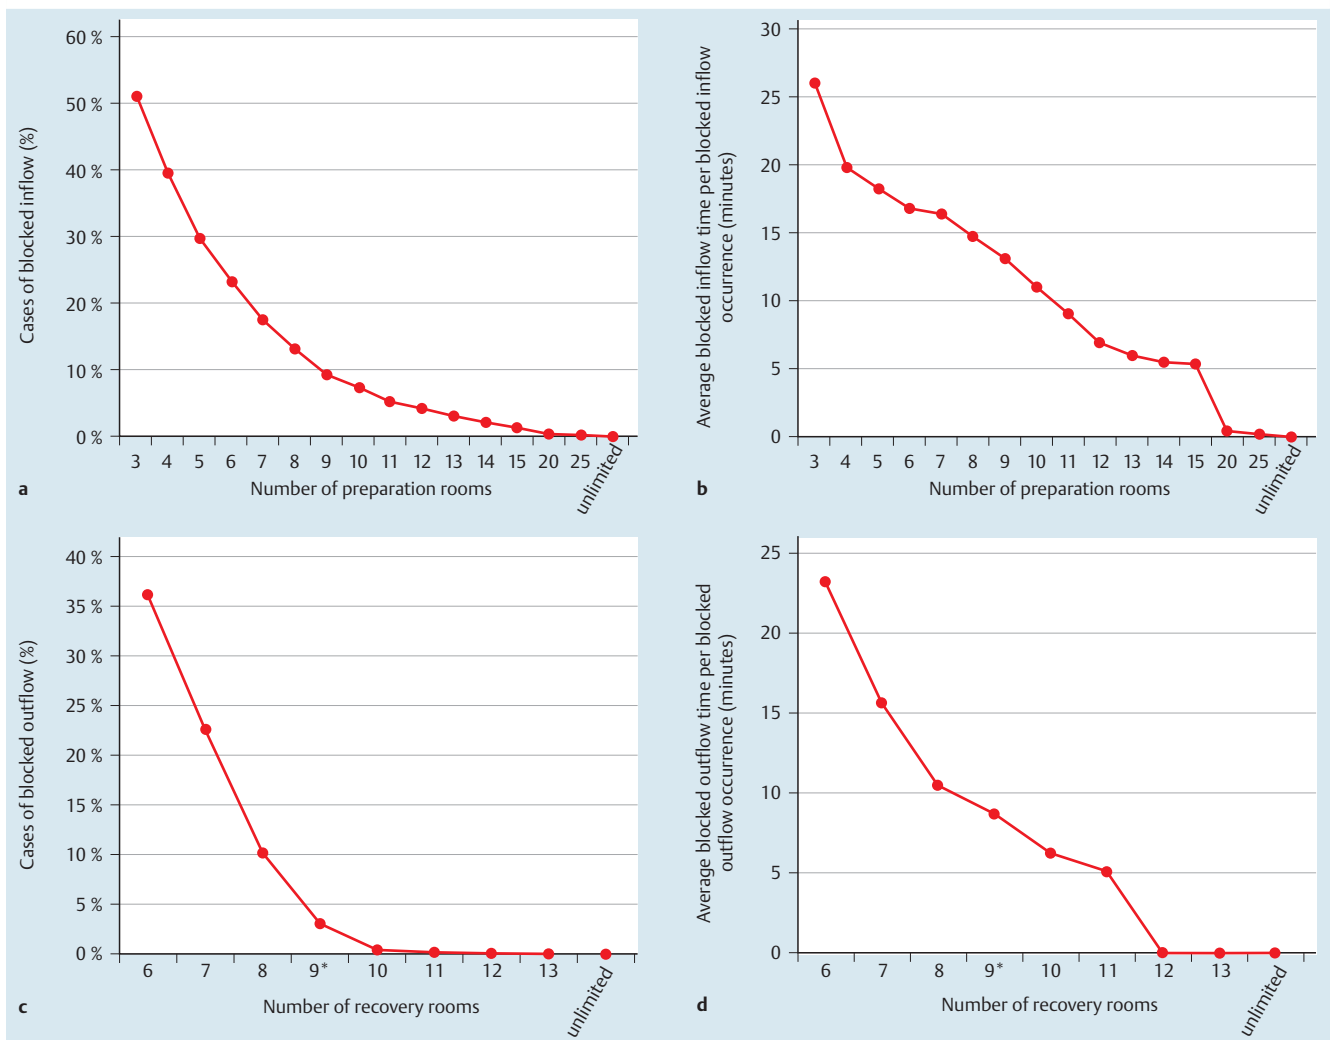 60 %
50 %
40 %
30 %
20 %
10 %
0 %
Cases of blocked inflow (%)
3 4 5 6 7 8 9 10 11 12 13 14 15 20 25 unlimited
Number of preparation rooms
a
30
25
20
15
10
5
0
Average blocked inflow time per blocked inflow
occurrence (minutes)
3 4 5 6 7 8 9 10 11 12 13 14 15 20 25 unlimited
Number of preparation rooms
b
40 %
35 %
30 %
25 %
20 %
15 %
10 %
5 %
0 %
Cases of blocked outflow (%)
6 7 8 9* 10 11 12 13 unlimited
Number of recovery rooms
c
25
20
15
10
5
0
Average blocked outflow time per blocked
outflow occurrence (minutes)
6 7 8 9* 10 11 12 13 unlimited
Number of recovery rooms
d